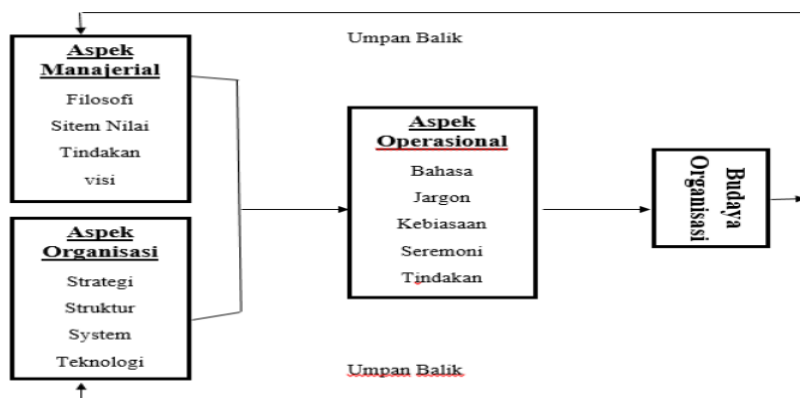 Umpan Balik
Aspek
Manajerial
Filosofi
Sitem Nilai
Tindakan
visi
Aspek
Operasional
Bahasa
Jargon
Kebiasaan
Seremoni
Tindakan
Budaya
Organisasi
Aspek
Organisasi
Strategi
Struktur
System
Teknologi
Umpan Balik